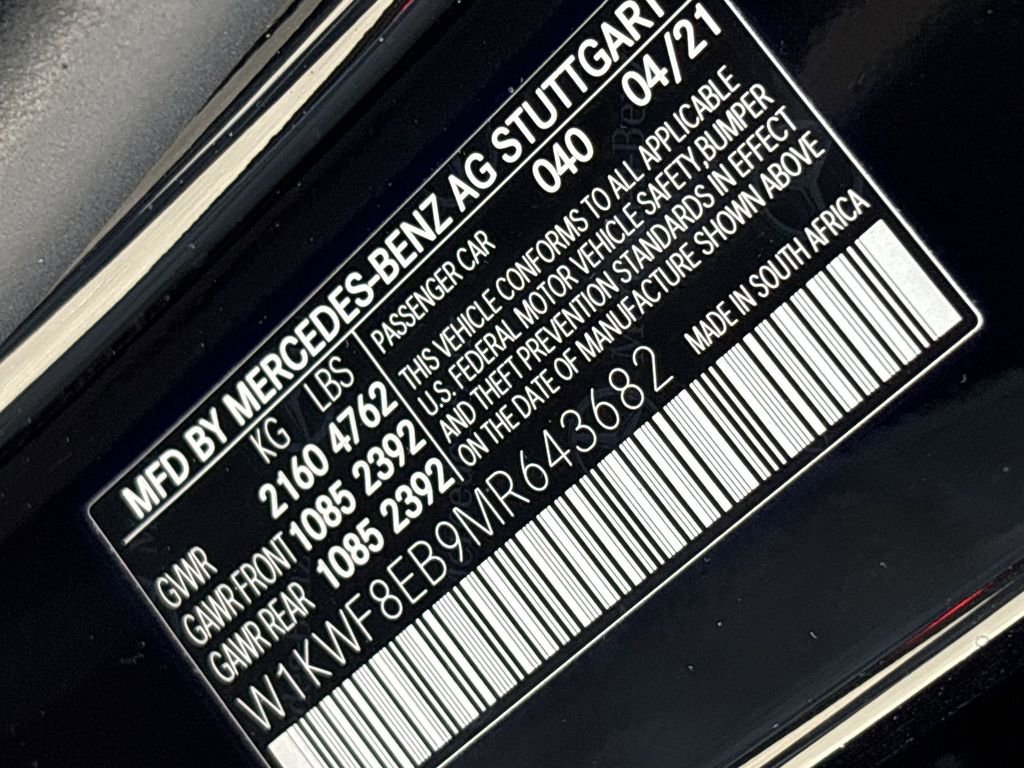 MFD BY MERCEDES-BENZ AG STUTTGART
KG LBS
GVWR 2160 4762
GAWR FRONT 1085 2392
GAWR REAR 1085 2392
040 04/21
PASSENGER CAR
THIS VEHICLE CONFORMS TO ALL APPLICABLE
U.S. FEDERAL MOTOR VEHICLE SAFETY,BUMPER
AND THEFT PREVENTION STANDARDS IN EFFECT
ON THE DATE OF MANUFACTURE SHOWN ABOVE
MADE IN SOUTH AFRICA
W1KWF8EB9MR643682